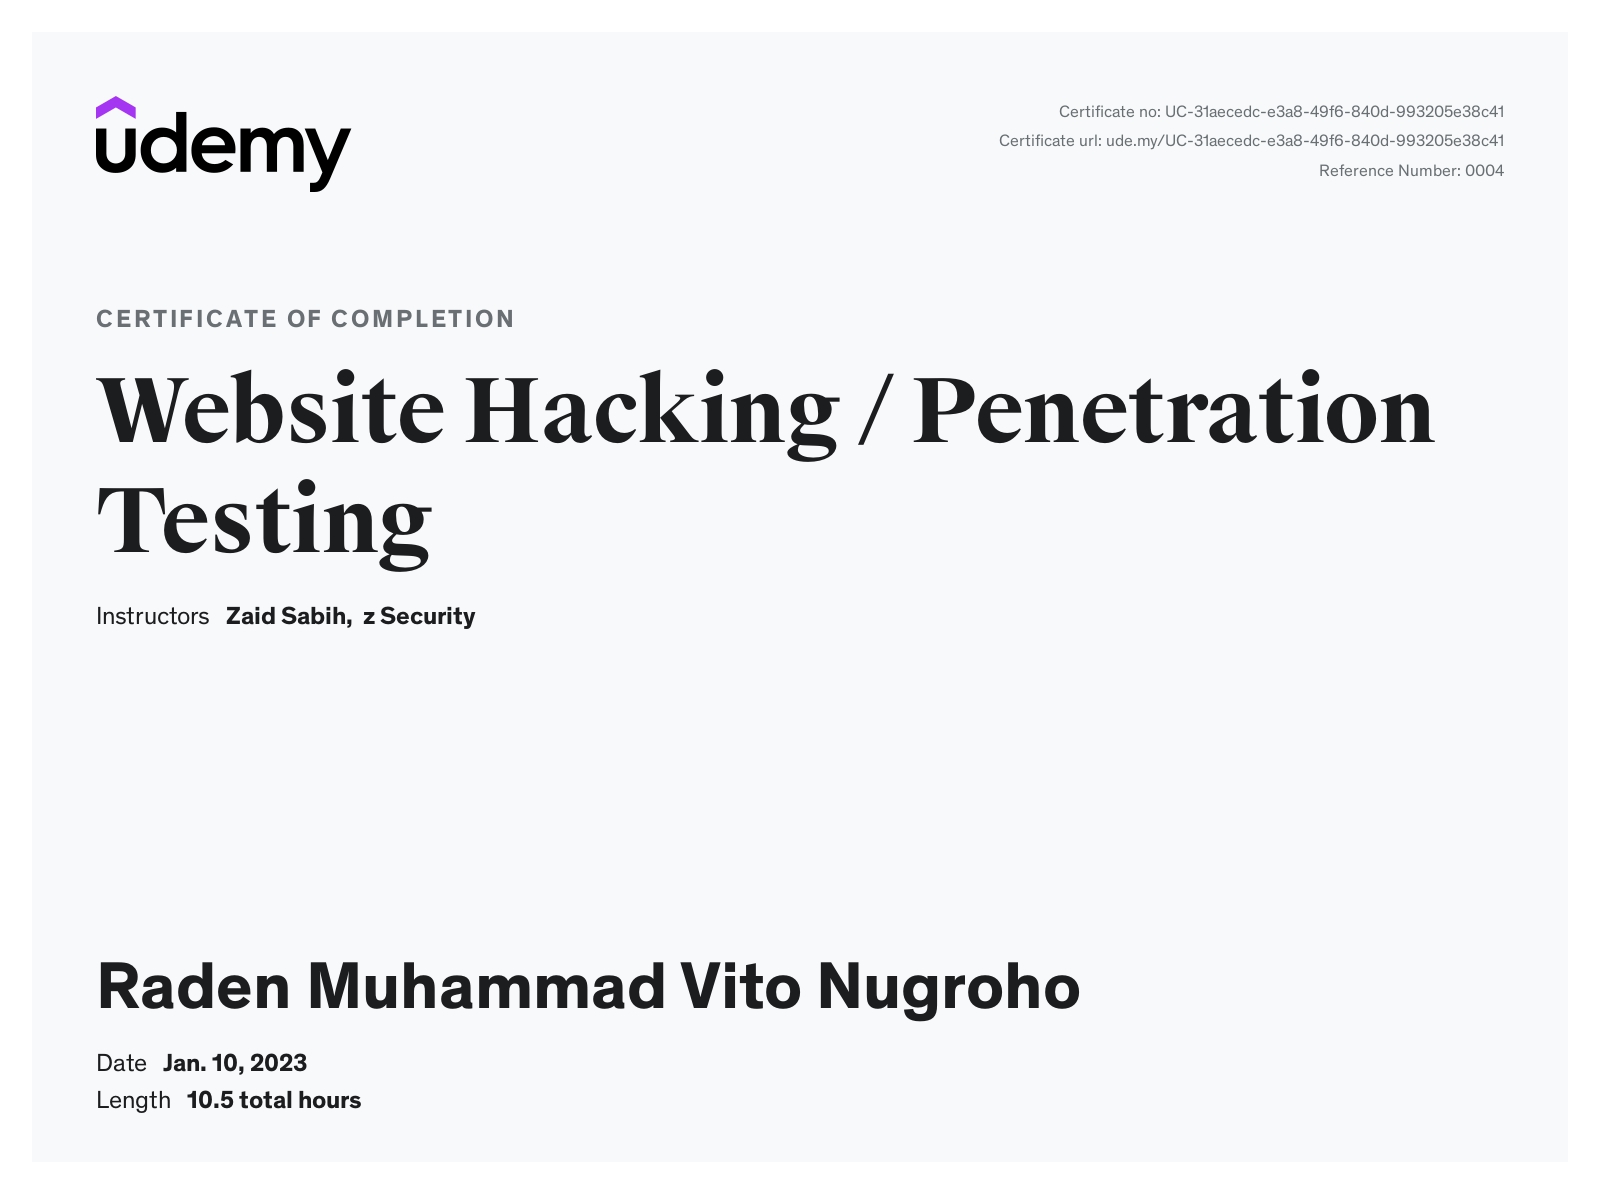 udemy
Certificate no: UC-31aecedc-e3a8-49f6-840d-993205e38c41
Certificate url: ude.my/UC-31aecedc-e3a8-49f6-840d-993205e38c41
Reference Number: 0004
CERTIFICATE OF COMPLETION
Website Hacking / Penetration
Testing
Instructors Zaid Sabih, z Security
Raden Muhammad Vito Nugroho
Date Jan. 10, 2023
Length 10.5 total hours